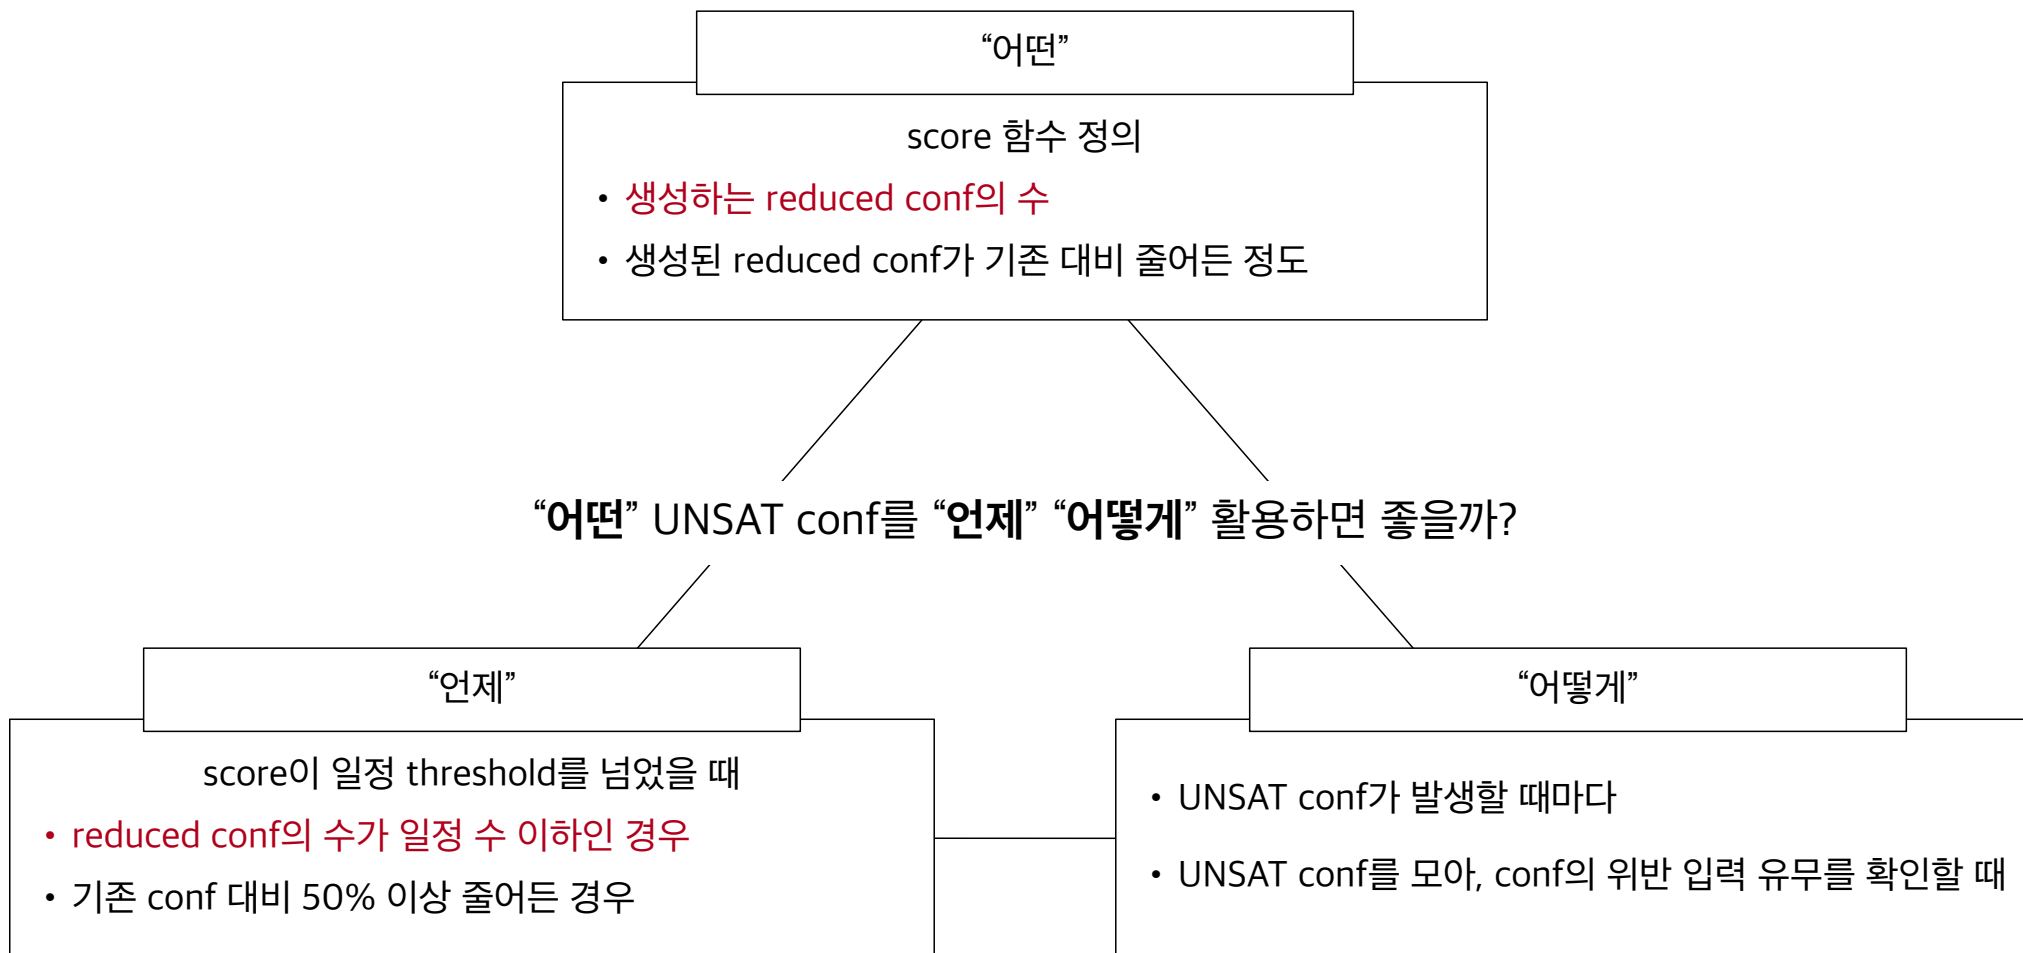 “어떤”
score 함수 정의
• 생성하는 reduced conf의 수
• 생성된 reduced conf가 기존 대비 줄어든 정도
“어떤” UNSAT conf를 “언제” “어떻게” 활용하면 좋을까?
“언제”
score이 일정 threshold를 넘었을 때
• reduced conf의 수가 일정 수 이하인 경우
• 기존 conf 대비 50% 이상 줄어든 경우
“어떻게”
• UNSAT conf가 발생할 때마다
• UNSAT conf를 모아, conf의 위반 입력 유무를 확인할 때